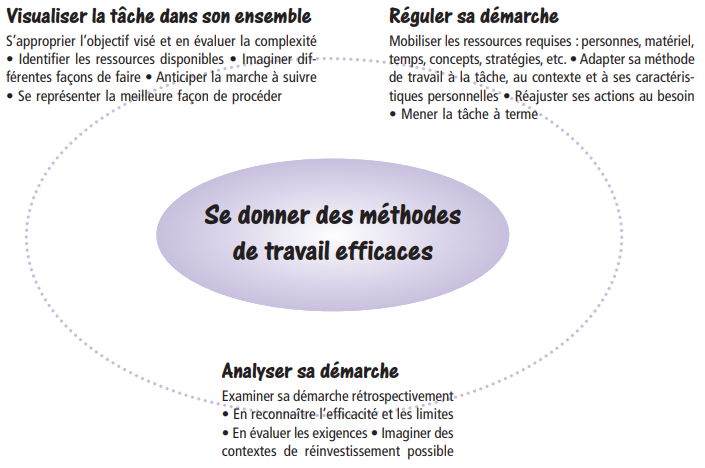 Visualiser la tâche dans son ensemble
S’approprier l’objectif visé et en évaluer la complexité
• Identifier les ressources disponibles • Imaginer dif-
férentes façons de faire • Anticiper la marche à suivre
• Se représenter la meilleure façon de procéder
Réguler sa démarche
Mobiliser les ressources requises : personnes, matériel,
temps, concepts, stratégies, etc. • Adapter sa méthode
de travail à la tâche, au contexte et à ses caractéris-
tiques personnelles • Réajuster ses actions au besoin
• Mener la tâche à terme
Se donner des méthodes
de travail efficaces
Analyser sa démarche
Examiner sa démarche rétrospectivement
• En reconnaître l’efficacité et les limites
• En évaluer les exigences • Imaginer des
contextes de réinvestissement possible